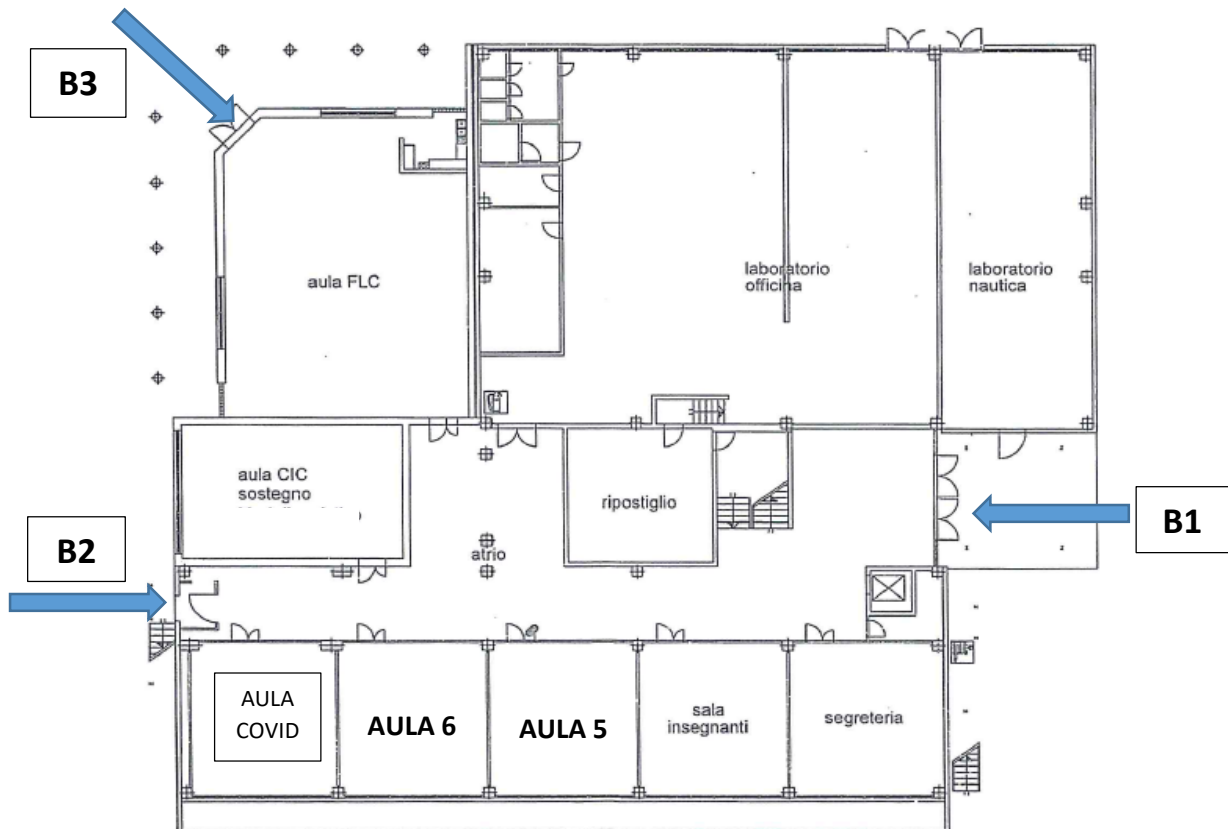 B3
aula FLC
laboratorio
officina
laboratorio
nautica
aula CIC
sostegno
ripostiglio
B1
B2
atrio
AULA
COVID
AULA 6
AULA 5
sala
insegnanti
segreteria